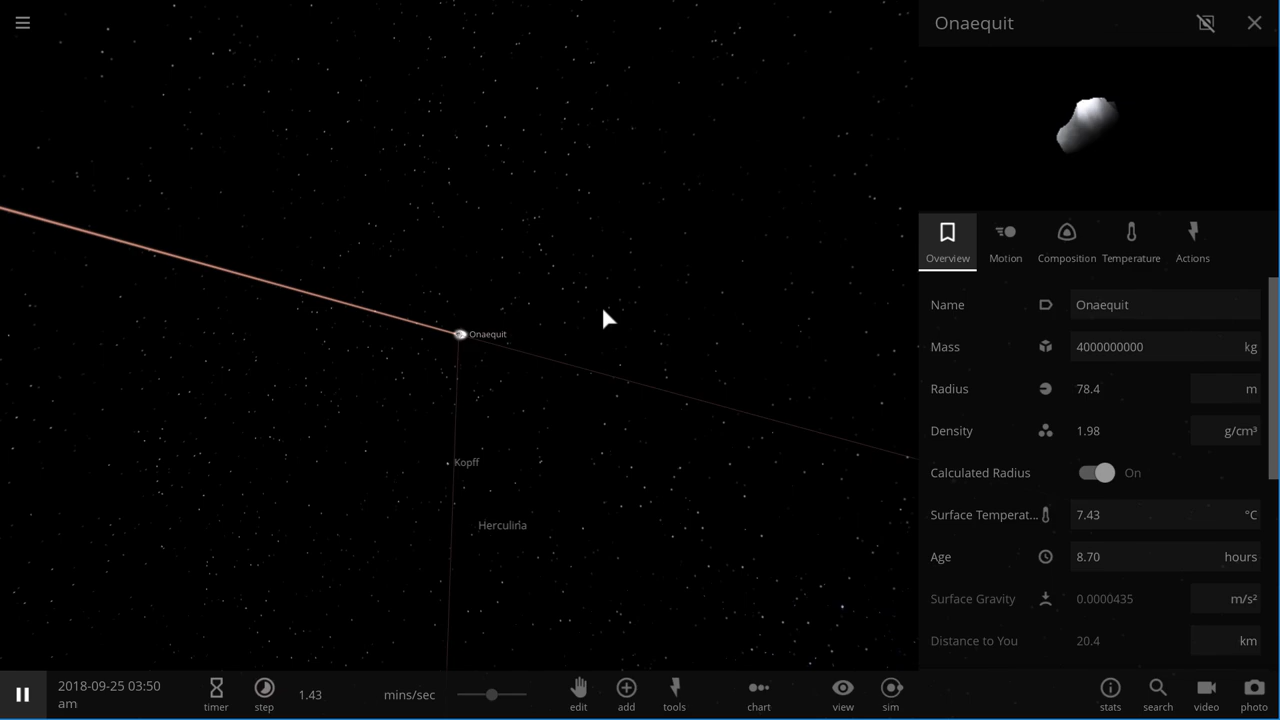 Onaequit
Overview
Motion
Composition
Temperature
Actions
Name
Onaequit
Mass
4000000000 kg
Radius
78.4 m
Density
1.98 g/cm³
Calculated Radius
On
Surface Temperat...
7.43 °C
Age
8.70 hours
Surface Gravity
0.0000435 m/s²
Distance to You
20.4 km
Onaequit
Kopff
Herculina
2018-09-25 03:50
am
timer
step
1.43 mins/sec
edit
add
tools
chart
view
sim
stats
search
video
photo